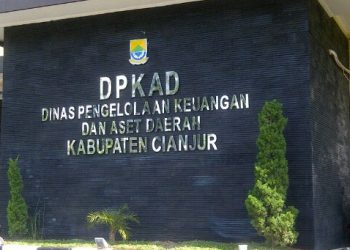 DPKAD
DINAS PENGELOLAAN KEUANGAN
DAN ASET DAERAH
KABUPATEN CIANJUR